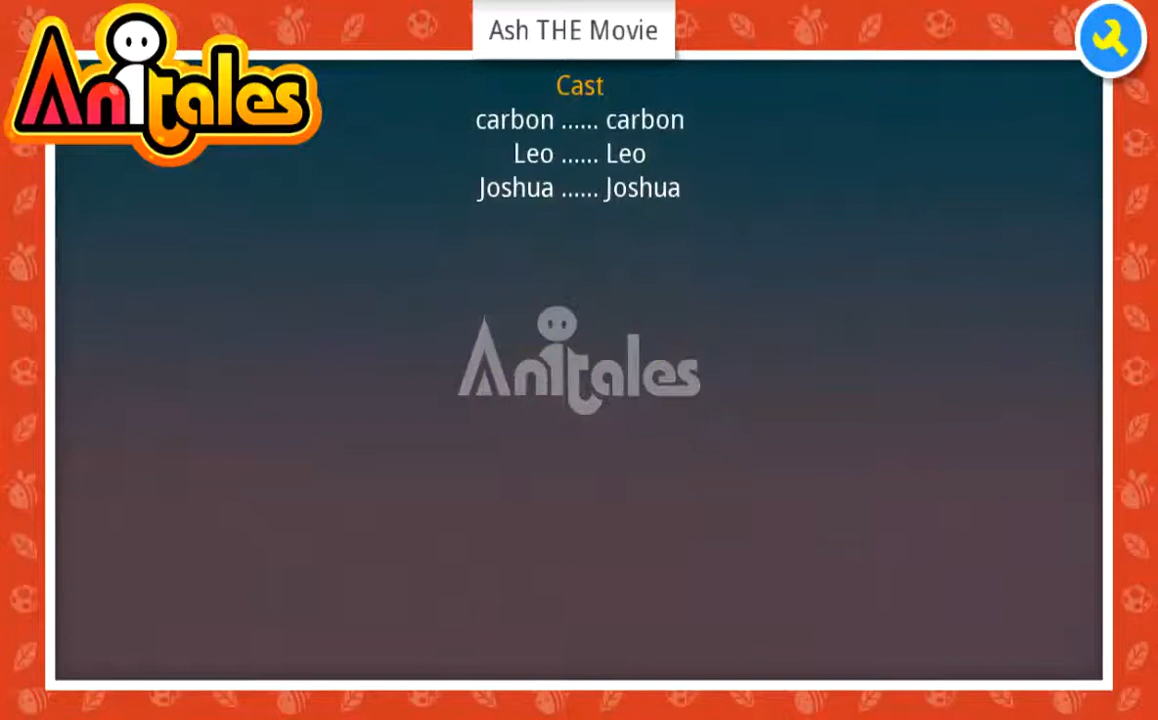 Anitales
Ash THE Movie
Cast
carbon ...... carbon
Leo ...... Leo
Joshua ...... Joshua
Anitales